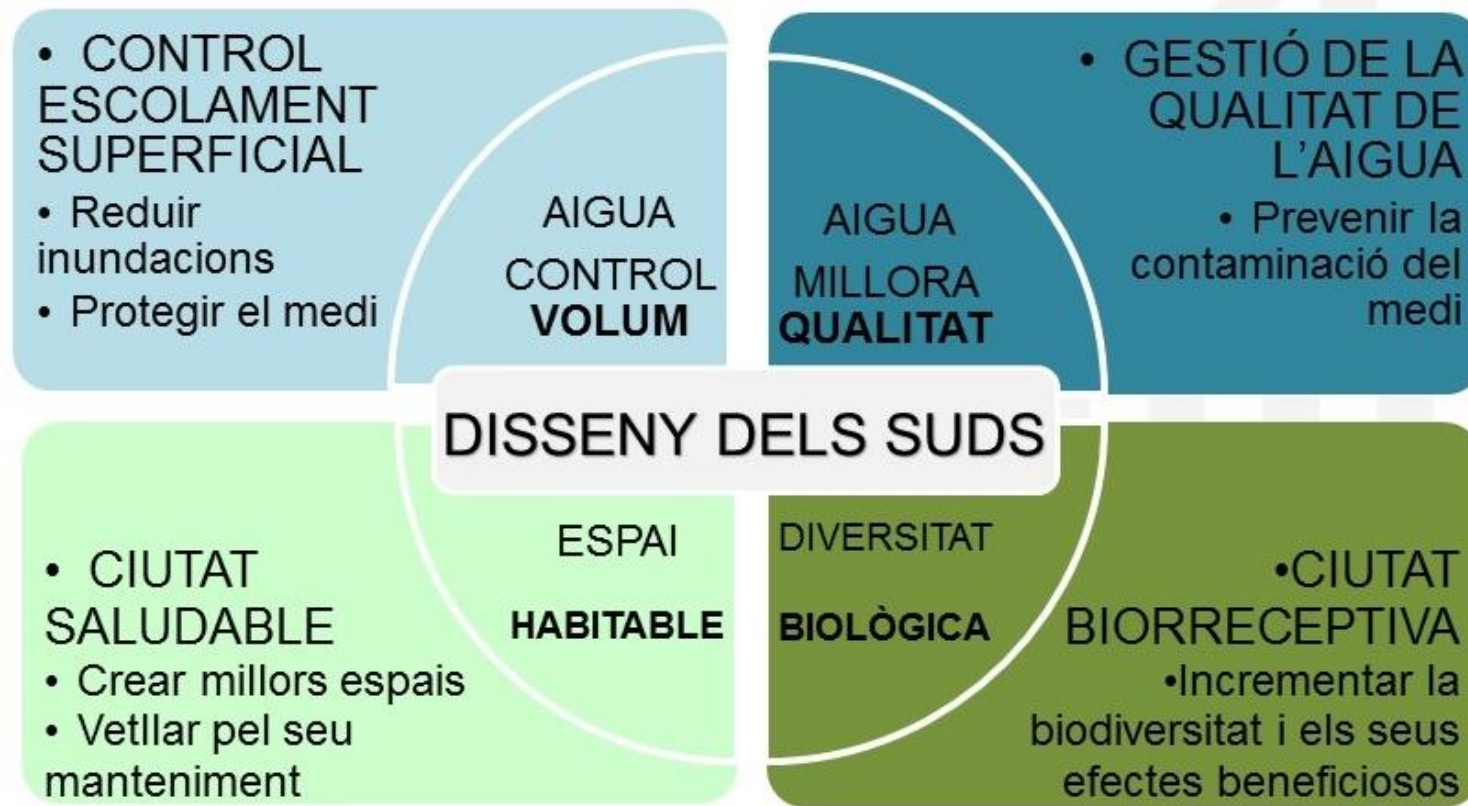 • CONTROL
ESCOLAMENT
SUPERFICIAL
• Reduir
inundacions
• Protegir el medi
AIGUA
CONTROL
VOLUM
AIGUA
MILLORA
QUALITAT
• GESTIÓ DE LA
QUALITAT DE
L’AIGUA
• Prevenir la
contaminació del
medi
DISSENY DELS SUDS
• CIUTAT
SALUDABLE
• Crear millors espais
• Vetllar pel seu
manteniment
ESPAI
HABITABLE
DIVERSITAT
BIOLÒGICA
•CIUTAT
BIORRECEPTIVA
•Incrementar la
biodiversitat i els seus
efectes beneficiosos